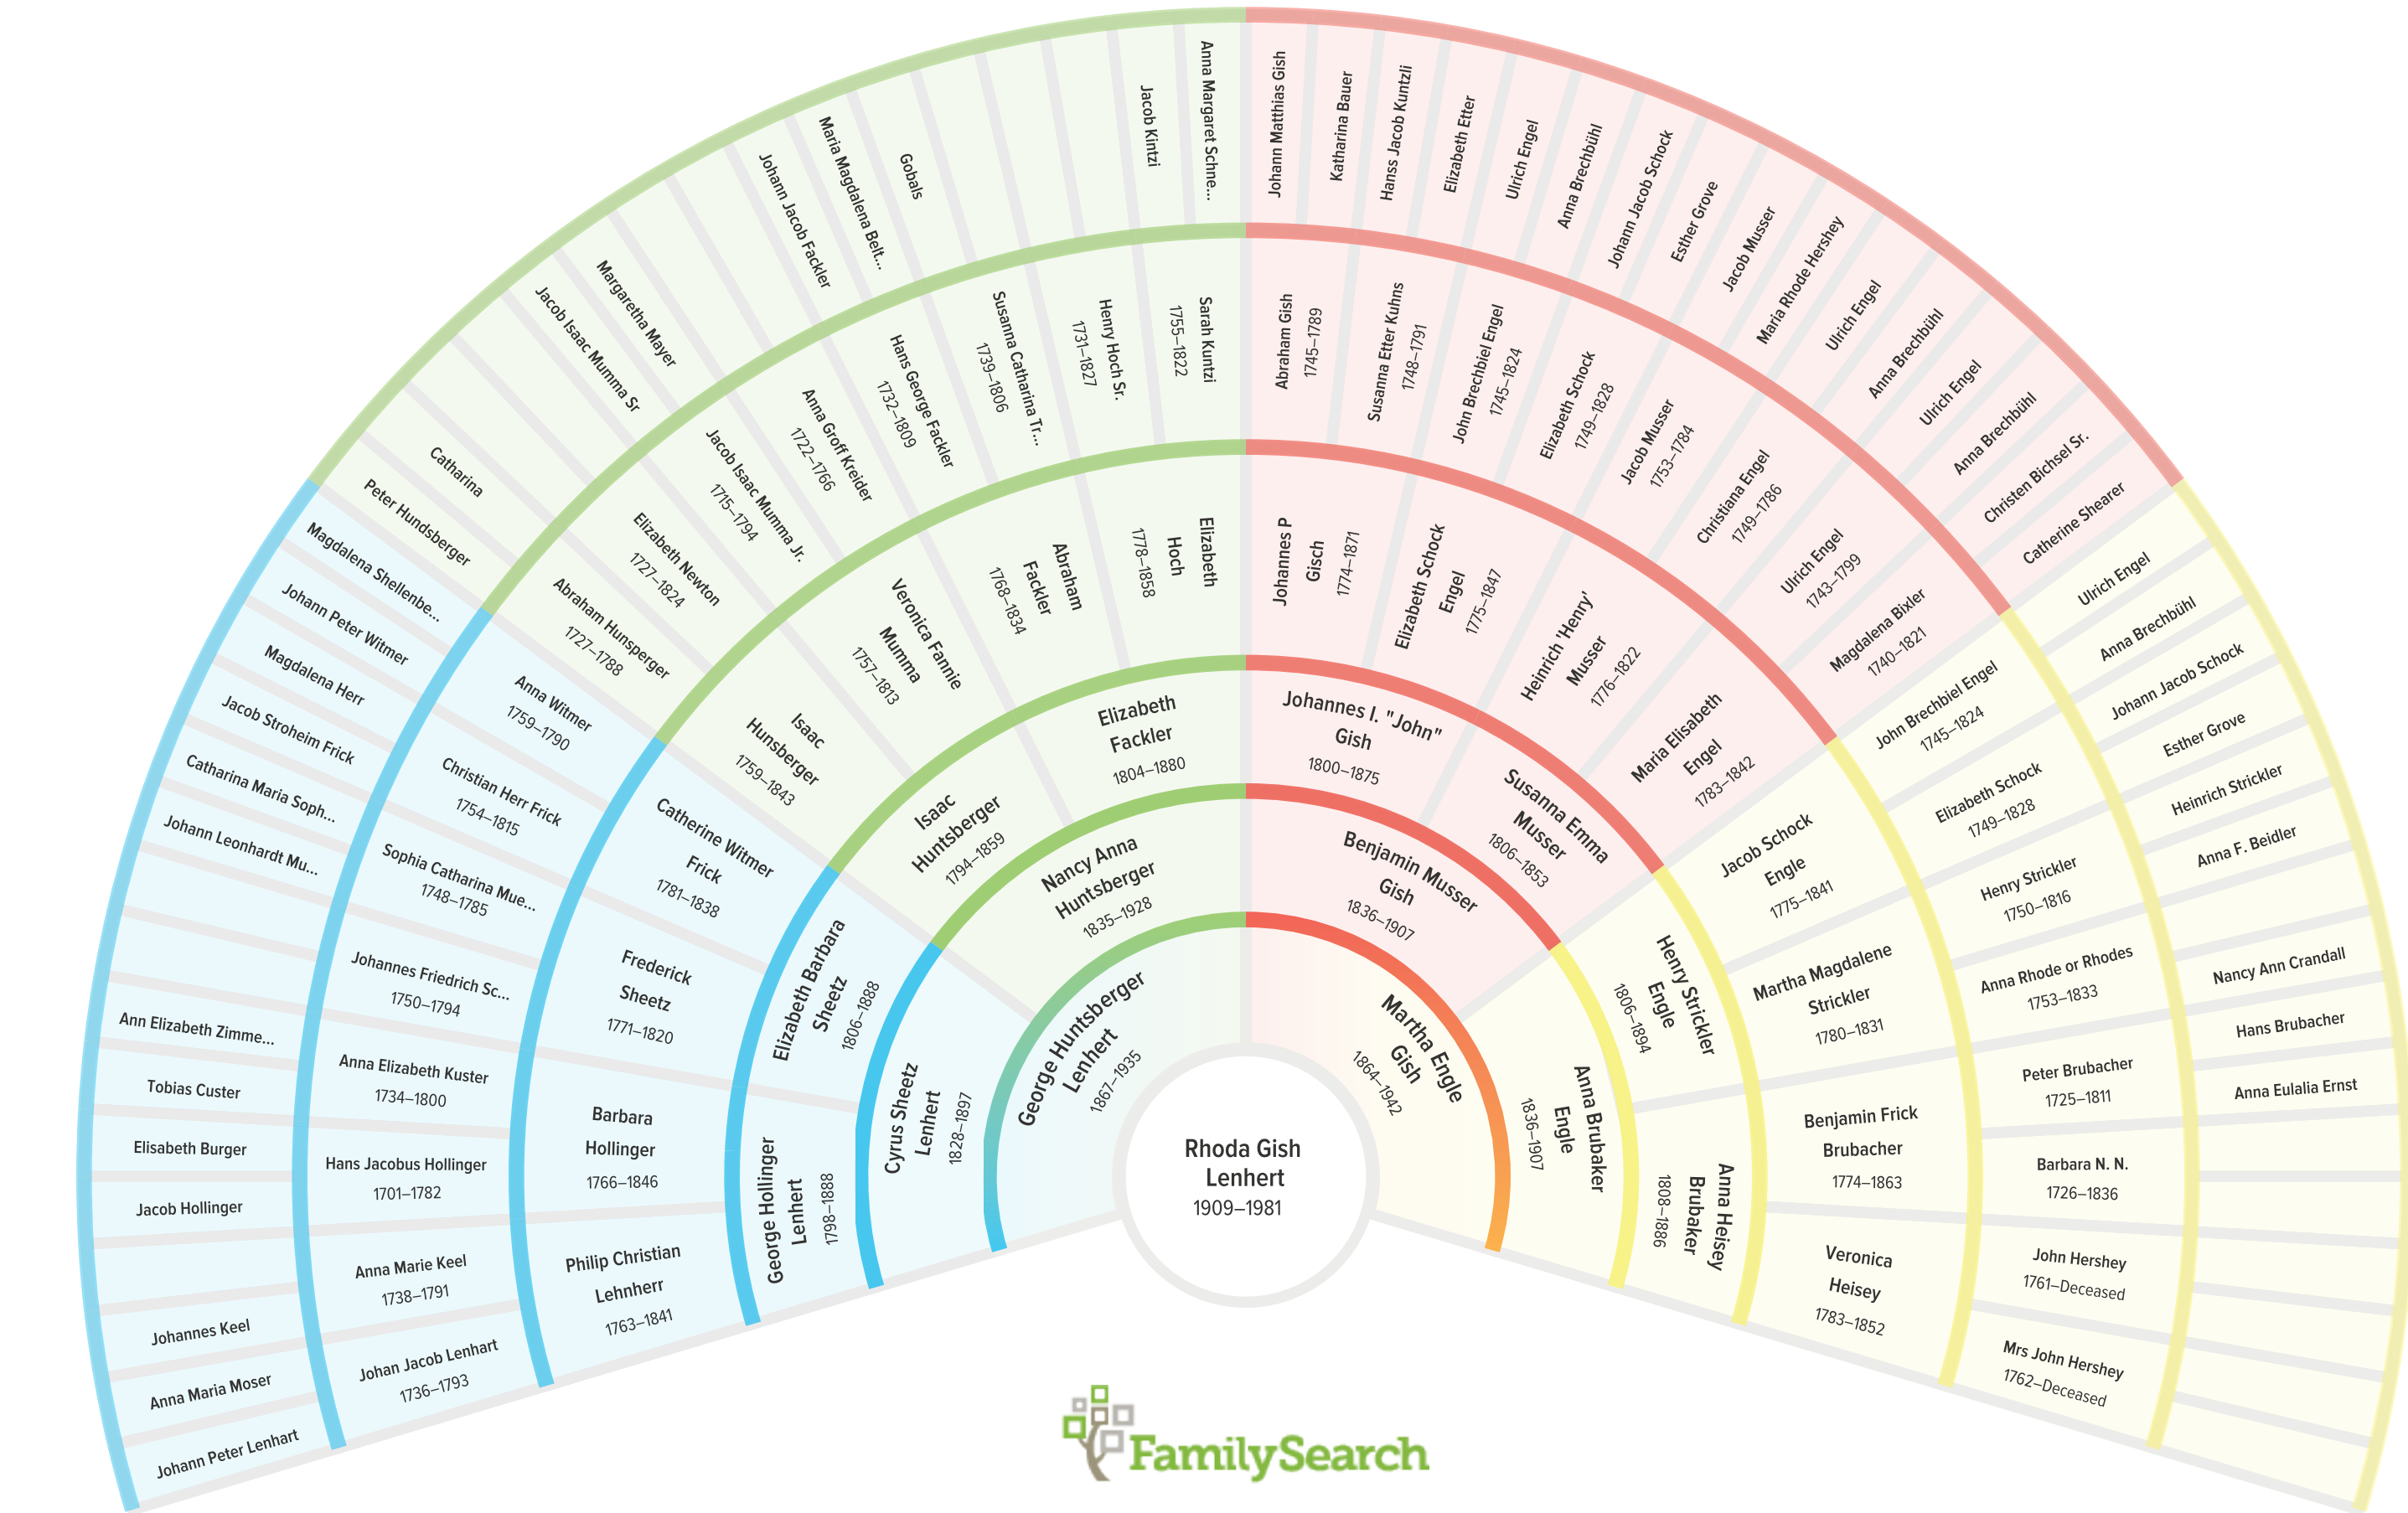 Rhoda Gish
Lenhert
1909–1981
George Huntsberger
Lenhert
1867–1935
Martha Engle
Gish
1864–1942
Cyrus Sheetz
Lenhert
1828–1897
Nancy Anna
Huntsberger
1835–1928
Benjamin Musser
Gish
1836–1907
Anna Brubaker
Engle
1836–1907
George Hollinger
Lenhert
1798–1888
Elizabeth Barbara
Sheetz
1806–1888
Isaac
Huntsberger
1794–1859
Elizabeth
Fackler
1804–1880
Johannes I. "John"
Gish
1800–1875
Susanna Emma
Musser
1806–1853
Henry Strickler
Engle
1806–1894
Anna Heisey
Brubaker
1808–1886
Philip Christian
Lehnherr
1763–1841
Barbara
Hollinger
1766–1846
Frederick
Sheetz
1771–1820
Catherine Witmer
Frick
1781–1838
Isaac
Hunsberger
1759–1843
Veronica Fannie
Mumma
1757–1813
Abraham
Fackler
1768–1834
Elizabeth
Hoch
1778–1858
Johannes P
Gisch
1774–1871
Elizabeth Schock
Engel
1775–1847
Heinrich 'Henry'
Musser
1776–1822
Maria Elisabeth
Engel
1783–1842
Jacob Schock
Engle
1775–1841
Martha Magdalene
Strickler
1780–1831
Benjamin Frick
Brubacher
1774–1863
Veronica
Heisey
1783–1852
Johan Jacob Lenhart
1736–1793
Anna Marie Keel
1738–1791
Hans Jacobus Hollinger
1701–1782
Anna Elizabeth Kuster
1734–1800
Johannes Friedrich Sc...
1750–1794
Sophia Catharina Mue...
1748–1785
Christian Herr Frick
1754–1815
Anna Witmer
1759–1790
Abraham Hunsperger
1727–1788
Elizabeth Newton
1727–1824
Jacob Isaac Mumma Jr.
1715–1794
Anna Groff Kreider
1722–1766
Hans George Fackler
1732–1809
Susanna Catharina Tr...
1739–1806
Henry Hoch Sr.
1731–1827
Sarah Kuntzi
1755–1822
Abraham Gish
1745–1789
Susanna Etter Kuhns
1748–1791
John Brechbiel Engel
1745–1824
Elizabeth Schock
1749–1828
Jacob Musser
1753–1784
Christiana Engel
1749–1786
Ulrich Engel
1743–1799
Magdalena Bixler
1740–1821
John Brechbiel Engel
1745–1824
Elizabeth Schock
1749–1828
Henry Strickler
1750–1816
Anna Rhode or Rhodes
1753–1833
Peter Brubacher
1725–1811
Barbara N. N.
1726–1836
John Hershey
1761–Deceased
Mrs John Hershey
1762–Deceased
Johann Peter Lenhart
Anna Maria Moser
Johannes Keel
Jacob Hollinger
Elisabeth Burger
Tobias Custer
Ann Elizabeth Zimme...
Johann Leonhardt Mu...
Catharina Maria Soph...
Jacob Stroheim Frick
Magdalena Herr
Johann Peter Witmer
Magdalena Shellenbe...
Peter Hundsberger
Catharina
Jacob Isaac Mumma Sr
Margaretha Mayer
Johann Jacob Fackler
Maria Magdalena Belt...
Gobals
Jacob Kintzi
Anna Margaret Schne...
Johann Matthias Gish
Katharina Bauer
Hans Jacob Kuntzli
Elizabeth Etter
Ulrich Engel
Anna Brechbühl
Johann Jacob Schock
Esther Grove
Jacob Musser
Maria Rhode Hershey
Ulrich Engel
Anna Brechbühl
Ulrich Engel
Anna Brechbühl
Christen Bichsel Sr.
Catherine Shearer
Ulrich Engel
Anna Brechbühl
Johann Jacob Schock
Esther Grove
Heinrich Strickler
Anna F. Beidler
Nancy Ann Crandall
Hans Brubacher
Anna Eulalia Ernst
FamilySearch